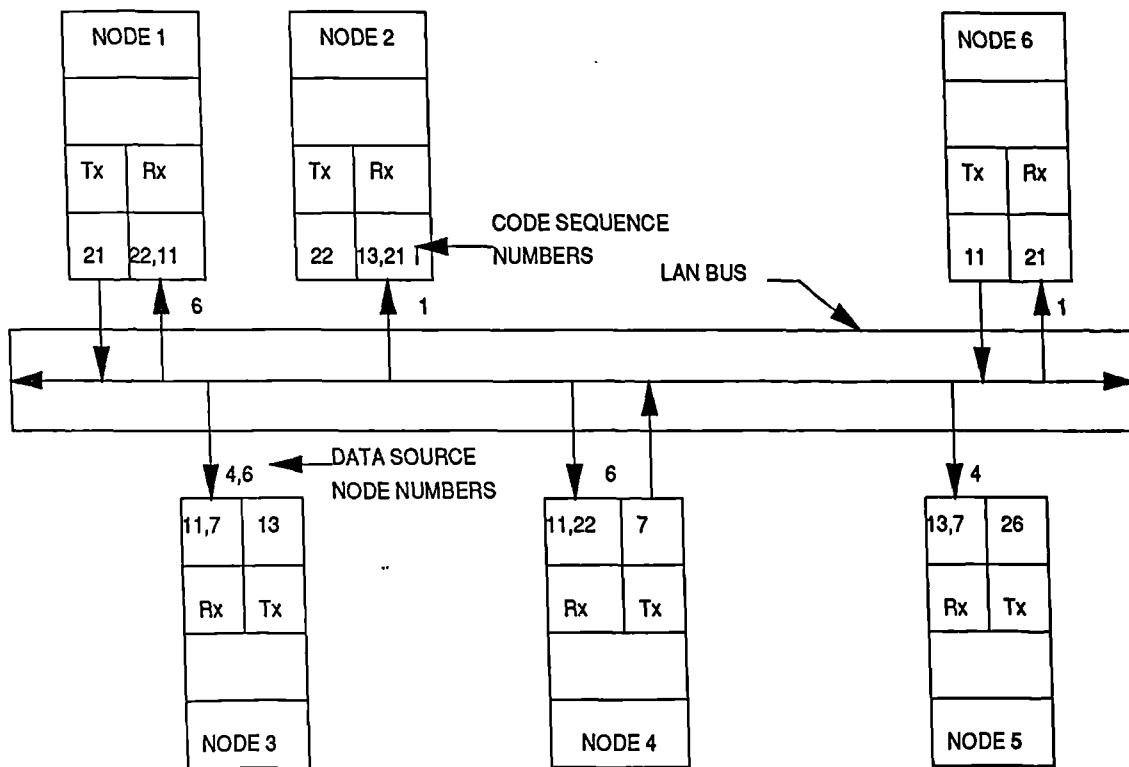 NODE 1 NODE 2 NODE 6
Tx Rx Tx Rx Tx Rx
CODE SEQUENCE
NUMBERS
21 22,11 22 13,21 11 21
LAN BUS
6 1 1
4,6 DATA SOURCE
NODE NUMBERS
6 4
11,7 13 11,22 7 13,7 26
Rx Tx Rx Tx Rx Tx
NODE 3 NODE 4 NODE 5